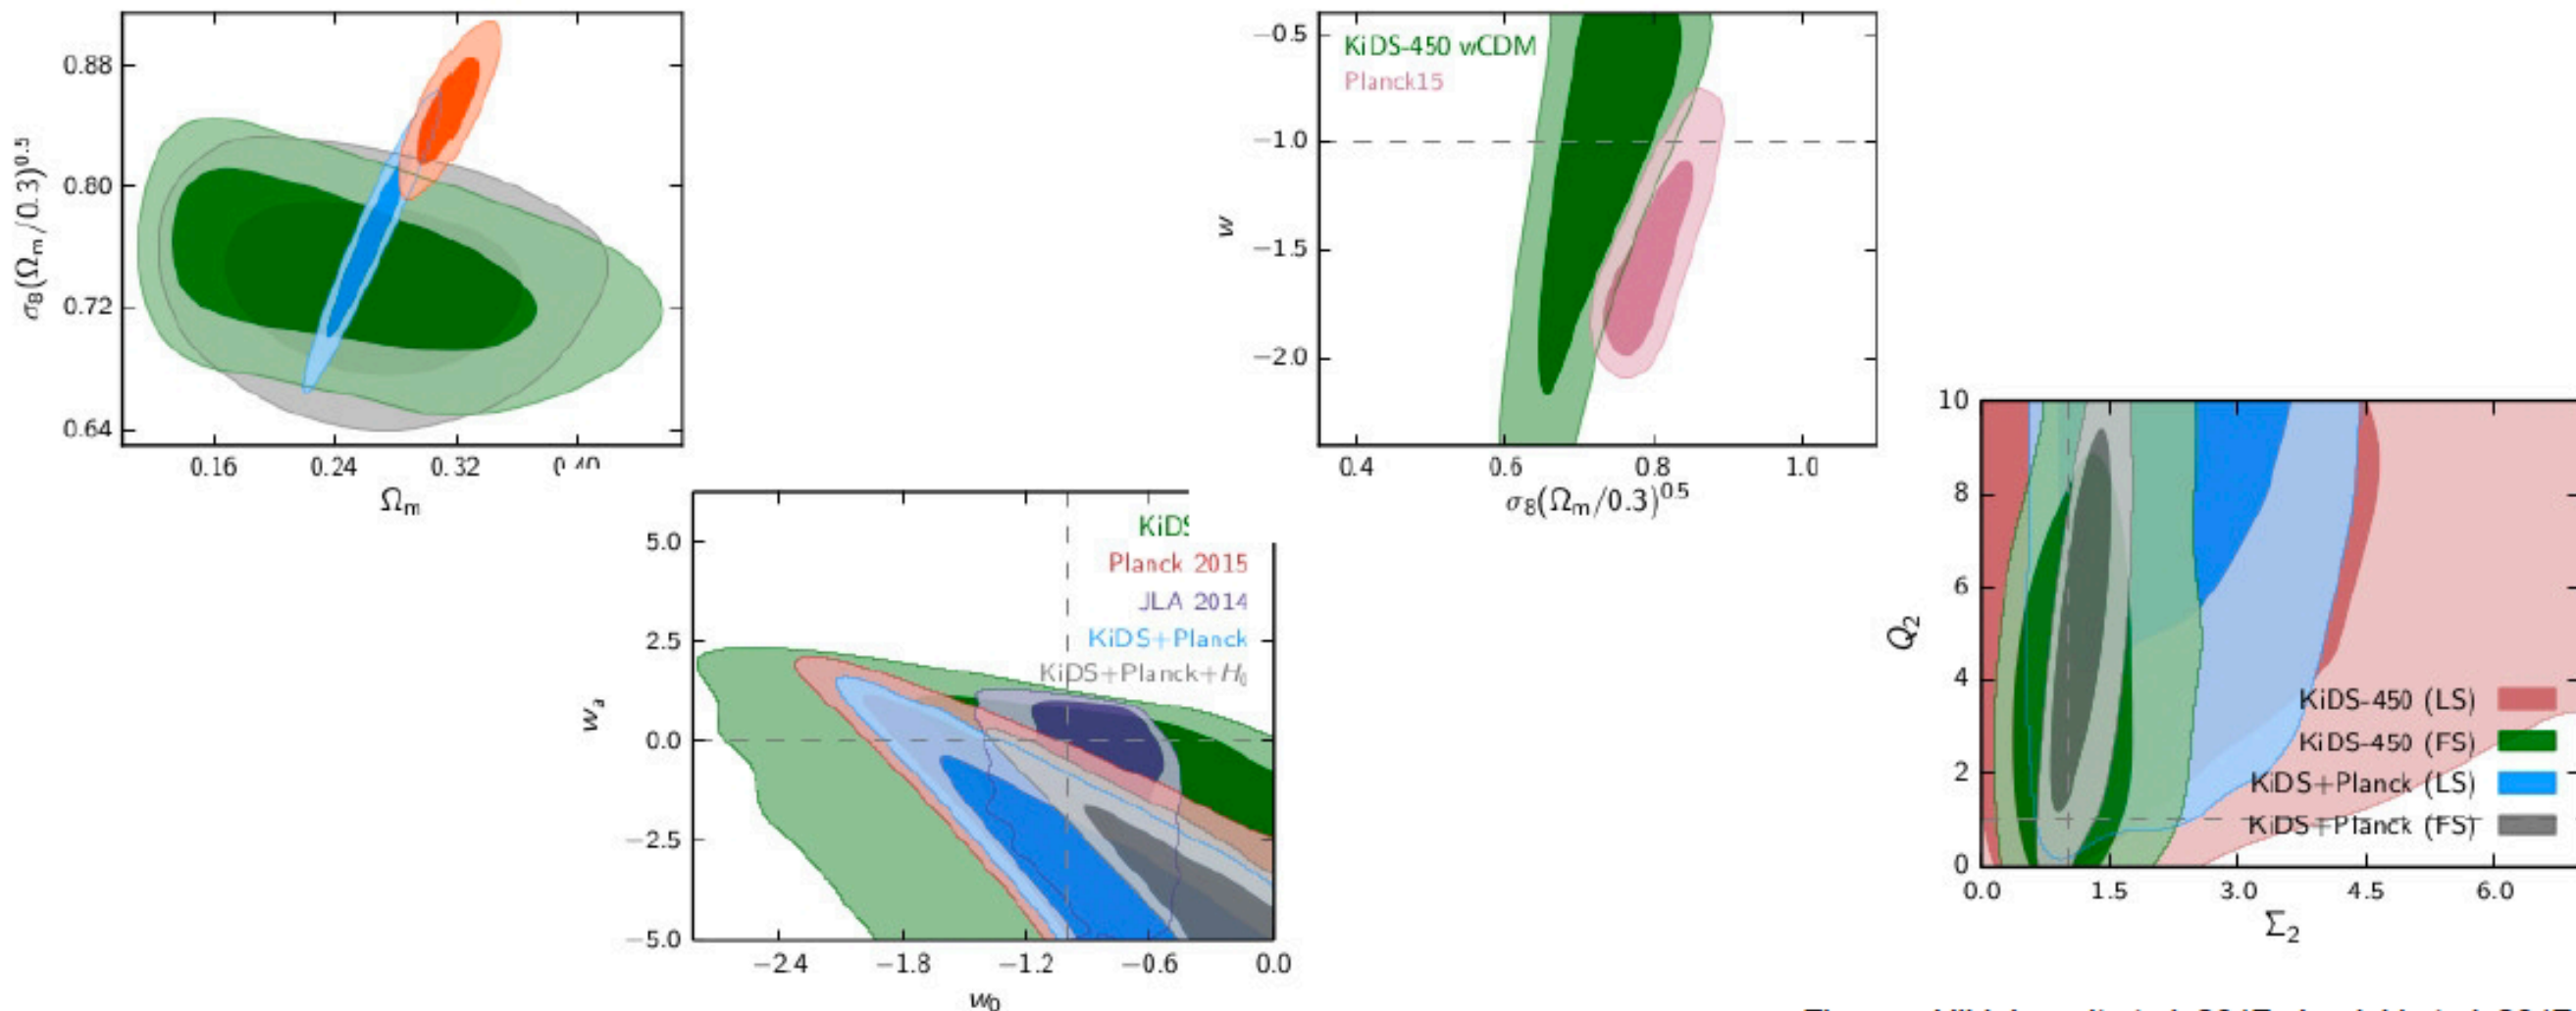 0.88
0.80
0.72
0.64
σ₈(Ωₘ/0.3)^0.5
0.16 0.24 0.32
Ωₘ
KiDS-450 wCDM
Planck15
−0.5
−1.0
−1.5
−2.0
w
0.4 0.6 0.8 1.0
σ₈(Ωₘ/0.3)^0.5
KiDS
Planck 2015
JLA 2014
KiDS+Planck
KiDS+Planck+H₀
5.0
2.5
0.0
−2.5
−5.0
wₐ
−2.4 −1.8 −1.2 −0.6 0.0
w₀
10
8
6
4
2
0
Q₂
KiDS-450 (LS)
KiDS-450 (FS)
KiDS+Planck (LS)
KiDS+Planck (FS)
0.0 1.5 3.0 4.5 6.0
Σ₂